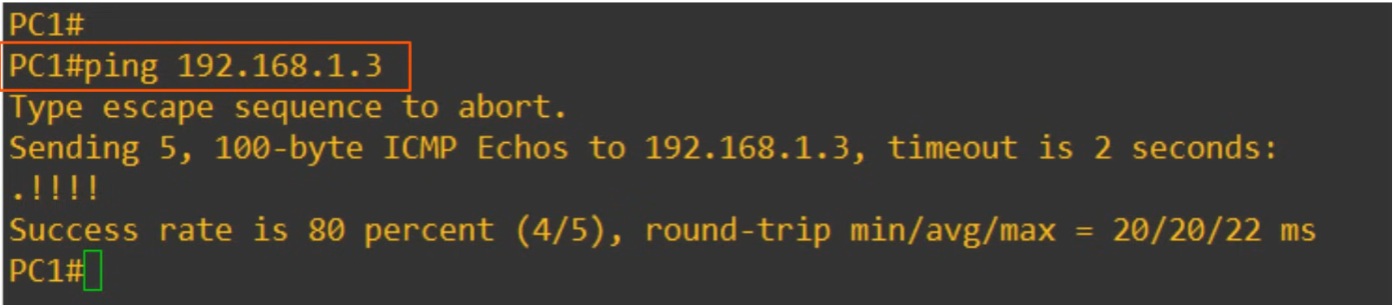 PC1#
PC1#ping 192.168.1.3
Type escape sequence to abort.
Sending 5, 100-byte ICMP Echos to 192.168.1.3, timeout is 2 seconds:
.!!!!
Success rate is 80 percent (4/5), round-trip min/avg/max = 20/20/22 ms
PC1#